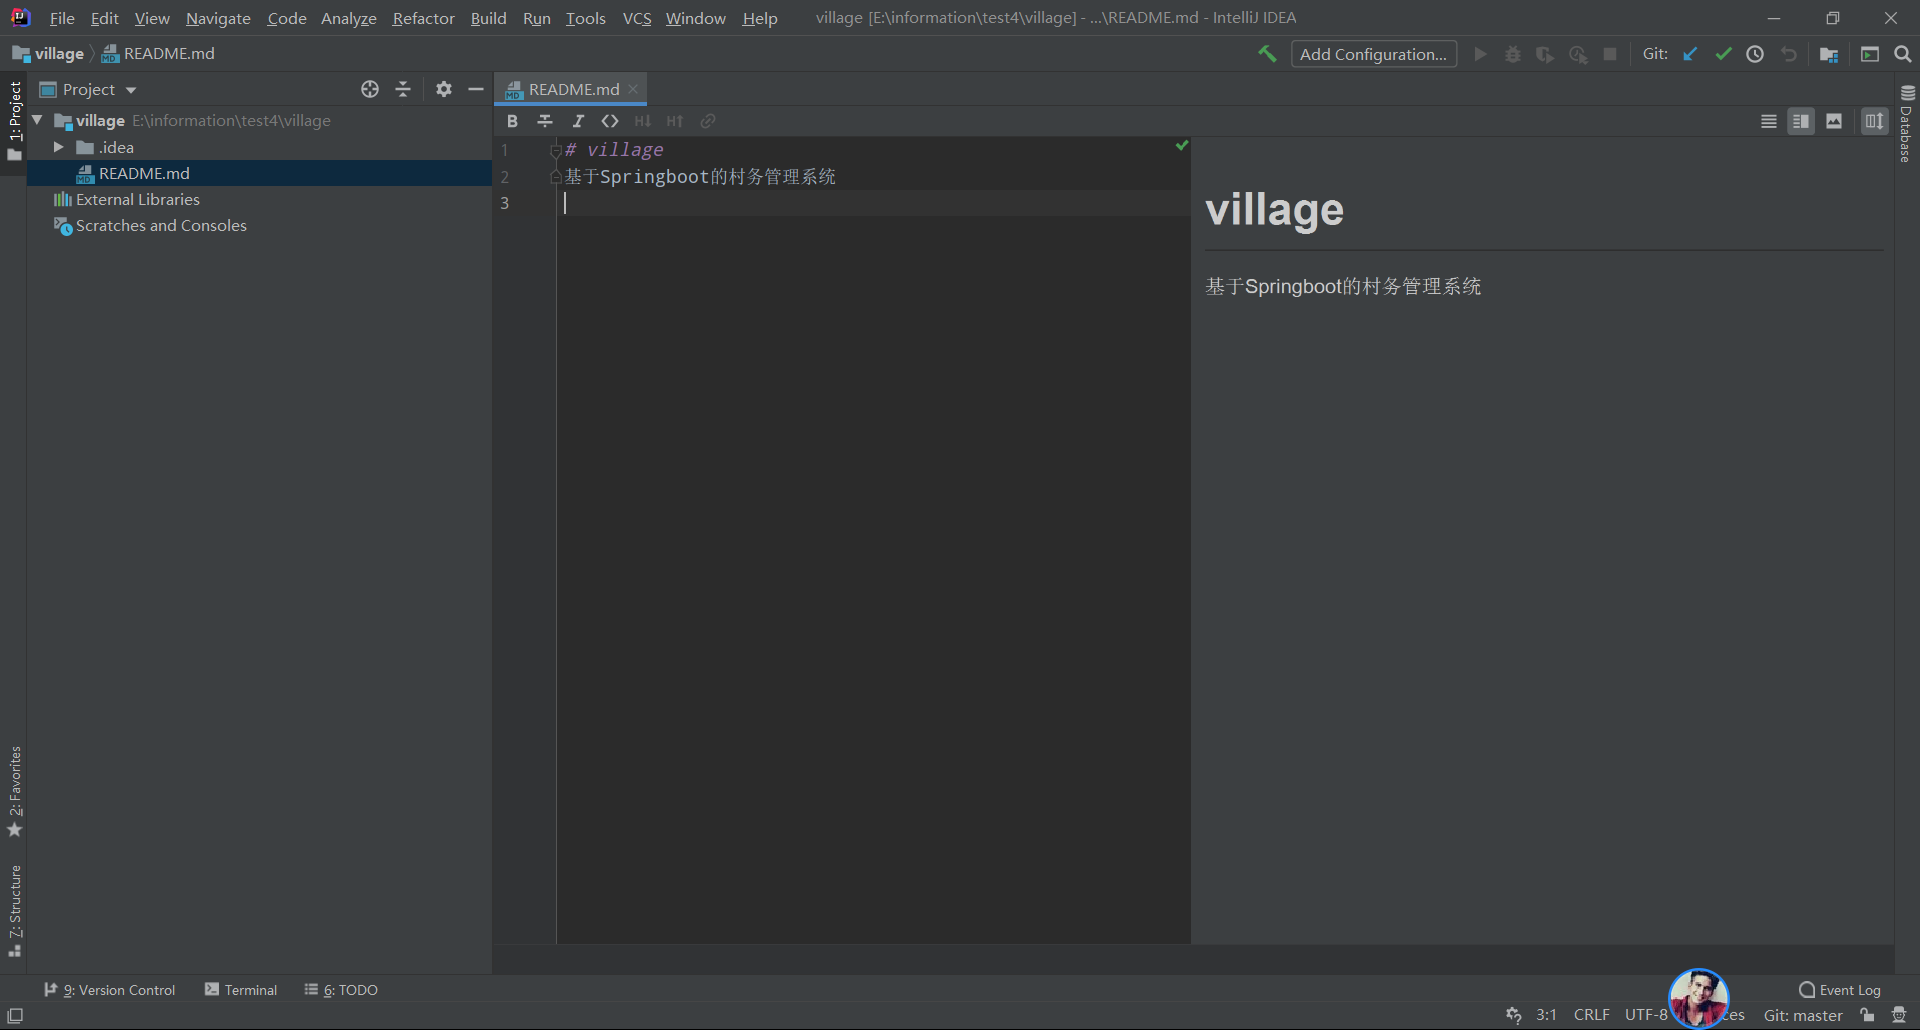 File Edit View Navigate Code Analyze Refactor Build Run Tools VCS Window Help village [E:\information\test4\village] - ...\README.md - IntelliJ IDEA
village README.md Add Configuration... Git:
1: Project
Project
README.md
village E:\information\test4\village
.idea
README.md
External Libraries
Scratches and Consoles
1 # village
2 基于Springboot的村务管理系统
3
village
基于Springboot的村务管理系统
Database
2: Favorites
Z: Structure
9: Version Control Terminal 6: TODO Event Log
3:1 CRLF UTF-8 Git: master